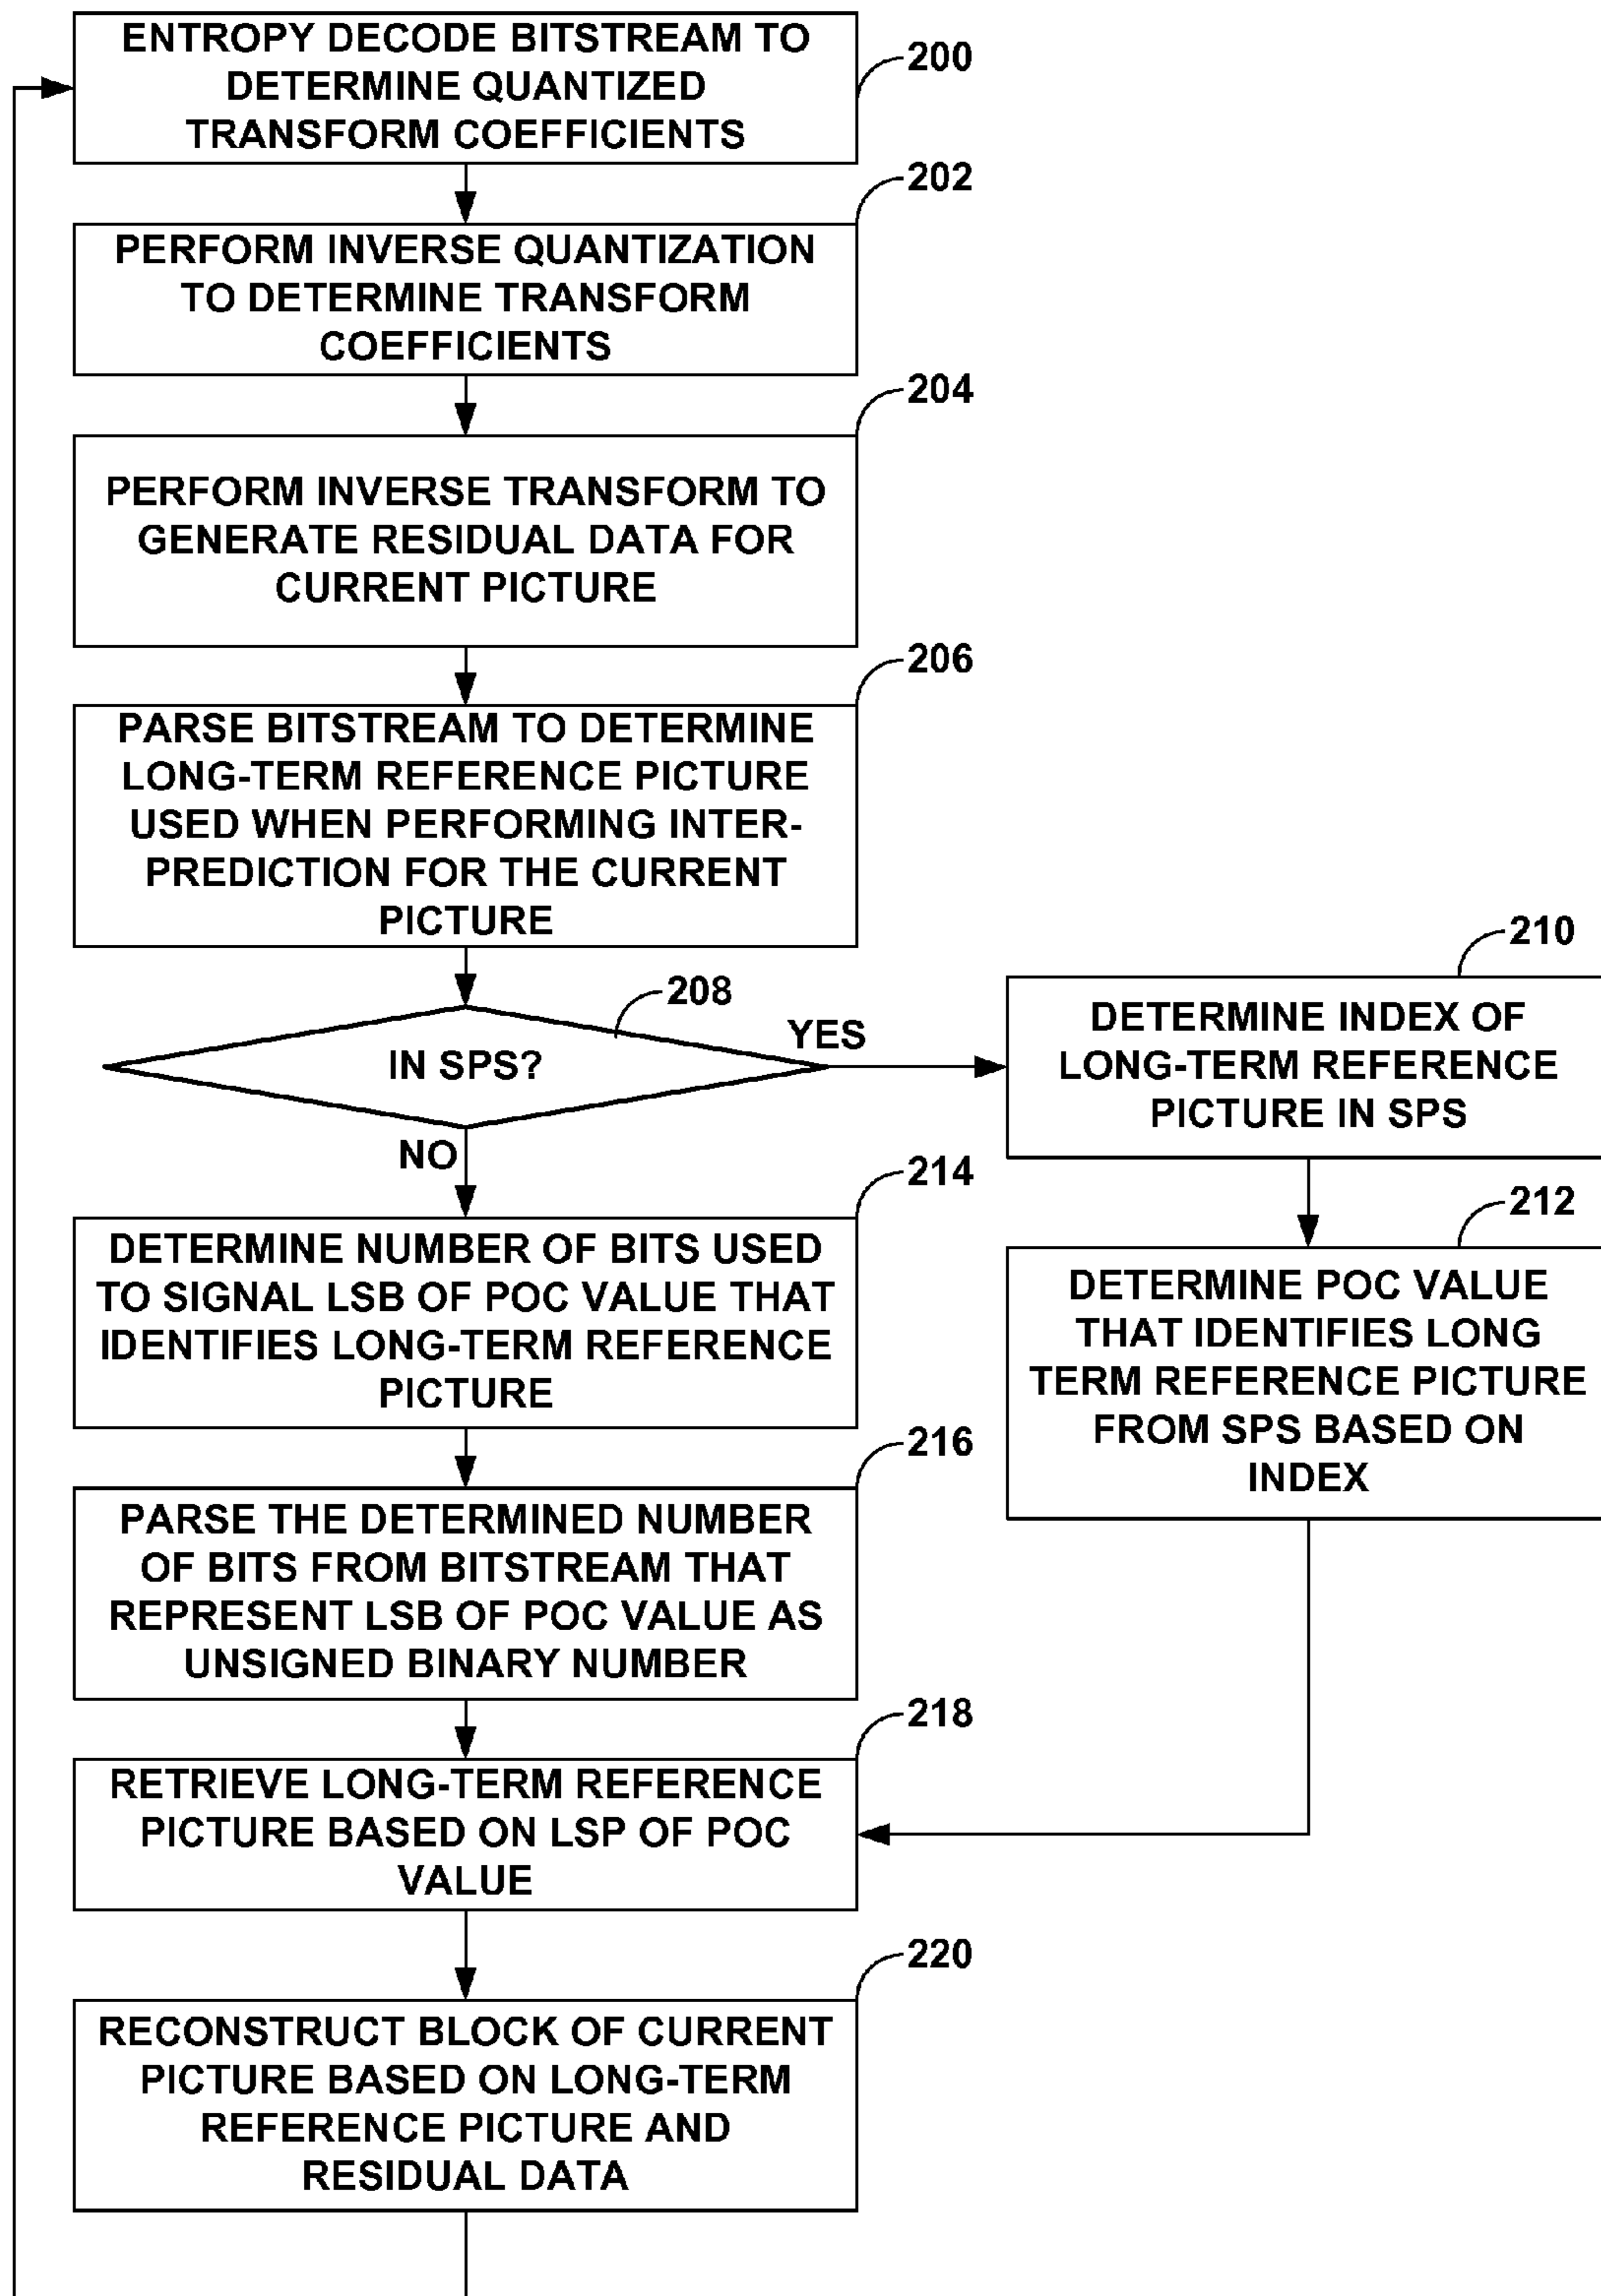 ENTROPY DECODE BITSTREAM TO
DETERMINE QUANTIZED
TRANSFORM COEFFICIENTS
200
202
PERFORM INVERSE QUANTIZATION
TO DETERMINE TRANSFORM
COEFFICIENTS
204
PERFORM INVERSE TRANSFORM TO
GENERATE RESIDUAL DATA FOR
CURRENT PICTURE
206
PARSE BITSTREAM TO DETERMINE
LONG-TERM REFERENCE PICTURE
USED WHEN PERFORMING INTER-
PREDICTION FOR THE CURRENT
PICTURE
208
IN SPS?
YES
NO
210
DETERMINE INDEX OF
LONG-TERM REFERENCE
PICTURE IN SPS
212
DETERMINE POC VALUE
THAT IDENTIFIES LONG
TERM REFERENCE PICTURE
FROM SPS BASED ON
INDEX
214
DETERMINE NUMBER OF BITS USED
TO SIGNAL LSB OF POC VALUE THAT
IDENTIFIES LONG-TERM REFERENCE
PICTURE
216
PARSE THE DETERMINED NUMBER
OF BITS FROM BITSTREAM THAT
REPRESENT LSB OF POC VALUE AS
UNSIGNED BINARY NUMBER
218
RETRIEVE LONG-TERM REFERENCE
PICTURE BASED ON LSP OF POC
VALUE
220
RECONSTRUCT BLOCK OF CURRENT
PICTURE BASED ON LONG-TERM
REFERENCE PICTURE AND
RESIDUAL DATA